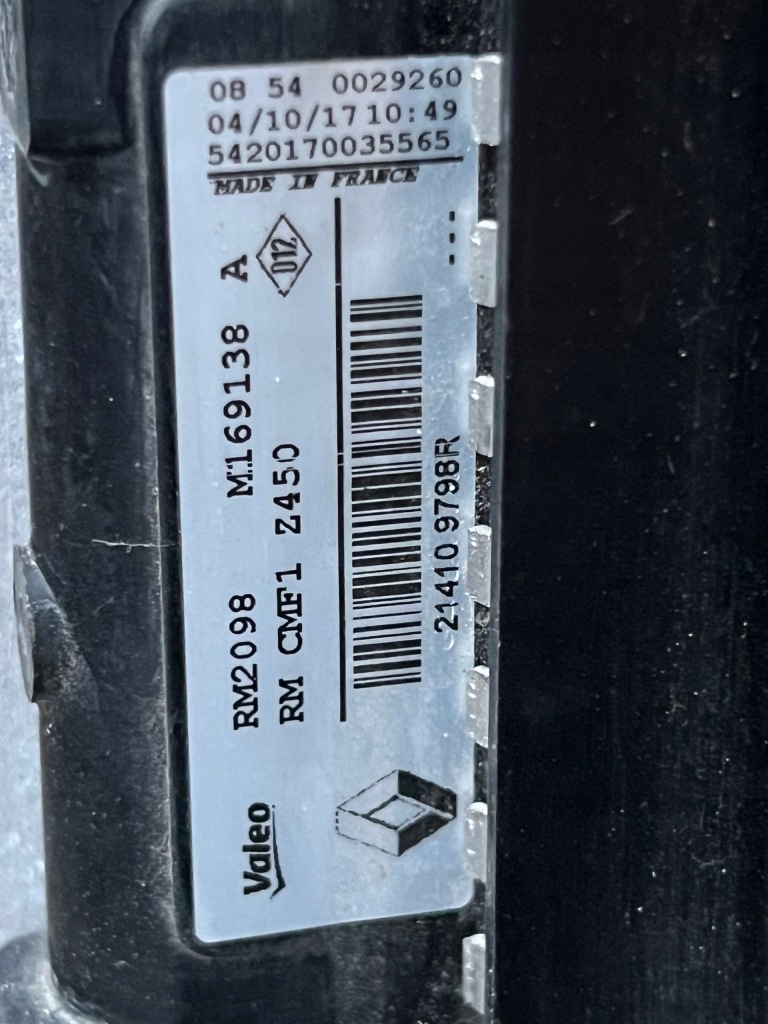 08 54 0029260
04/10/17 10:49
5420170035565
MADE IN FRANCE
Valeo
RM2098 M169138 A
RM CMF1 Z450
D12
21410 9798R
---